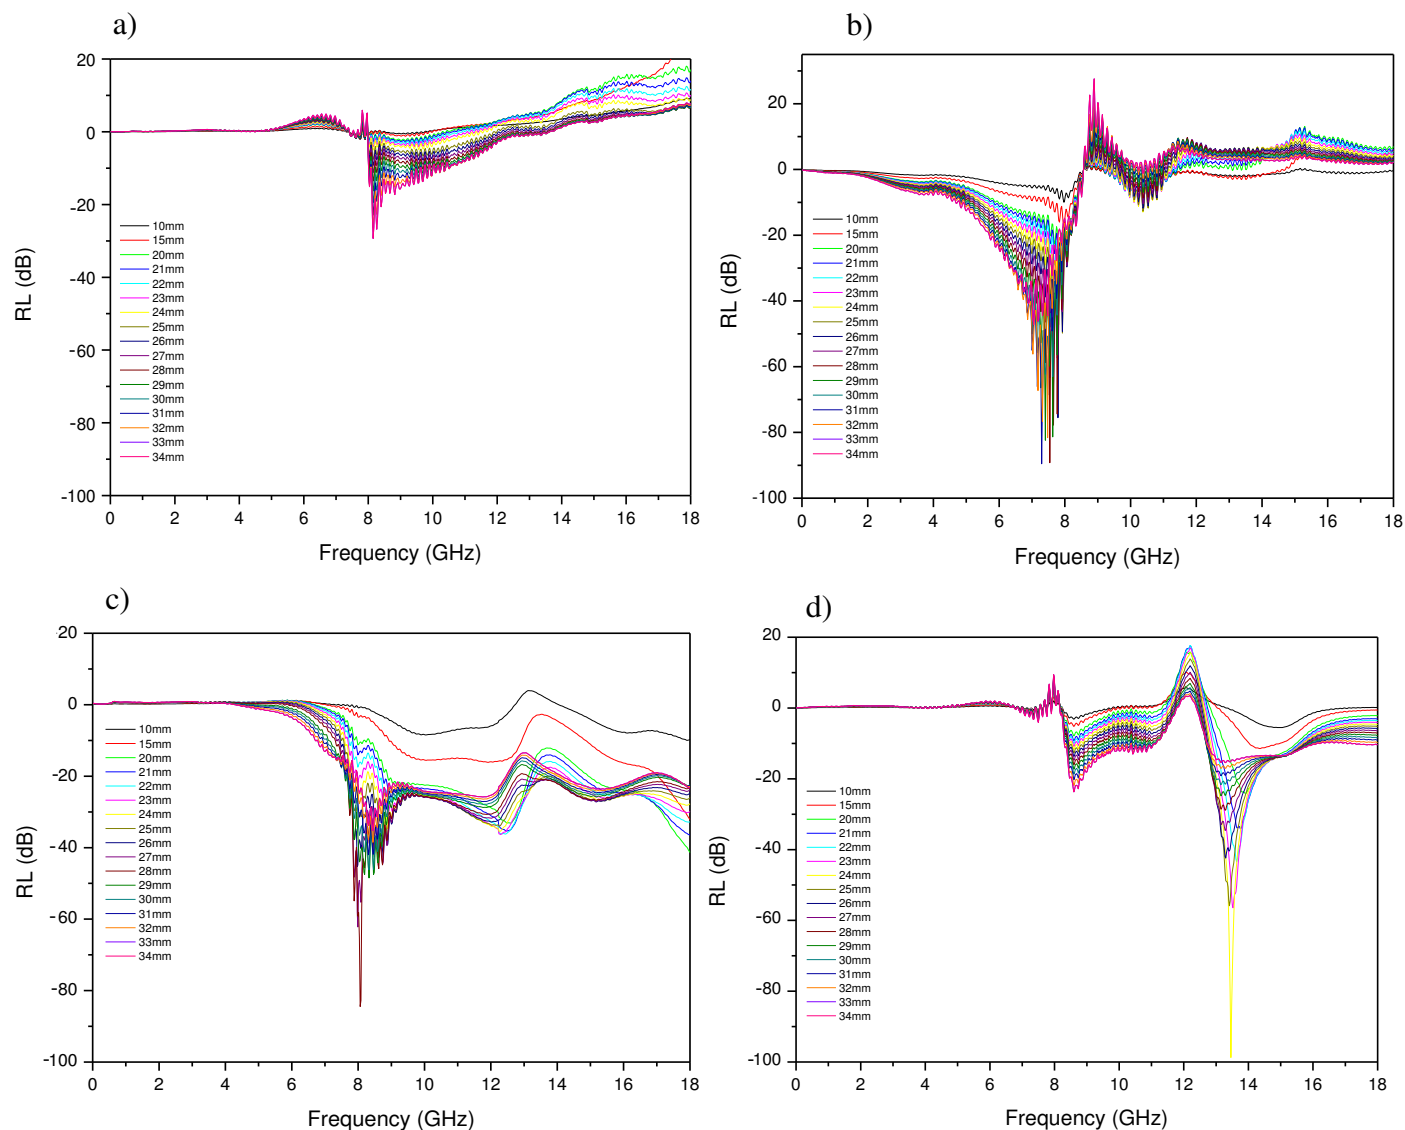 a)
20
0
-20
-40
-60
-80
-100
RL (dB)
10mm
15mm
20mm
21mm
22mm
23mm
24mm
25mm
26mm
27mm
28mm
29mm
30mm
31mm
32mm
33mm
34mm
0 2 4 6 8 10 12 14 16 18
Frequency (GHz)
b)
20
0
-20
-40
-60
-80
-100
RL (dB)
10mm
15mm
20mm
21mm
22mm
23mm
24mm
25mm
26mm
27mm
28mm
29mm
30mm
31mm
32mm
33mm
34mm
0 2 4 6 8 10 12 14 16 18
Frequency (GHz)
c)
20
0
-20
-40
-60
-80
-100
RL (dB)
10mm
15mm
20mm
21mm
22mm
23mm
24mm
25mm
26mm
27mm
28mm
29mm
30mm
31mm
32mm
33mm
34mm
0 2 4 6 8 10 12 14 16 18
Frequency (GHz)
d)
20
0
-20
-40
-60
-80
-100
RL (dB)
10mm
15mm
20mm
21mm
22mm
23mm
24mm
25mm
26mm
27mm
28mm
29mm
30mm
31mm
32mm
33mm
34mm
0 2 4 6 8 10 12 14 16 18
Frequency (GHz)